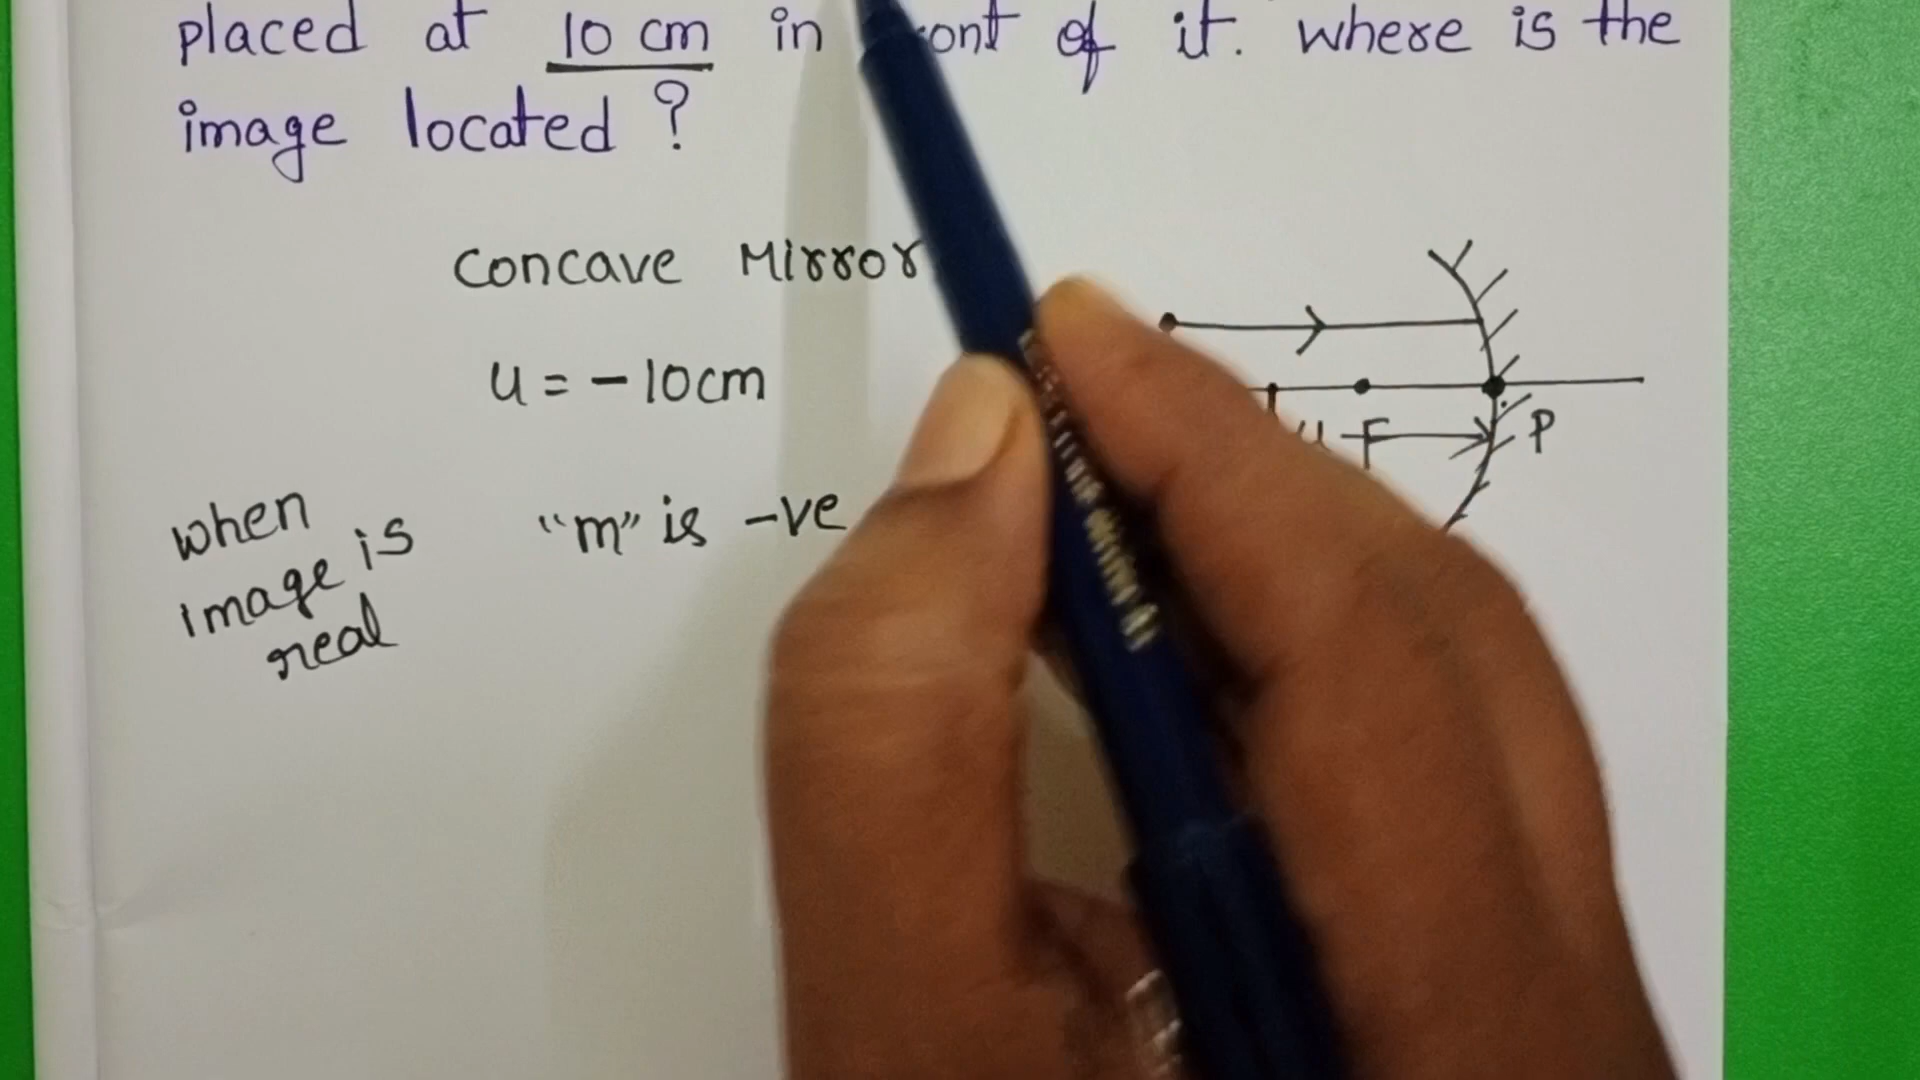 placed at 10 cm in front of it. where is the
image located ?
concave Mirror
u = - 10cm
when
image is
real
"m" is -ve
u F
P